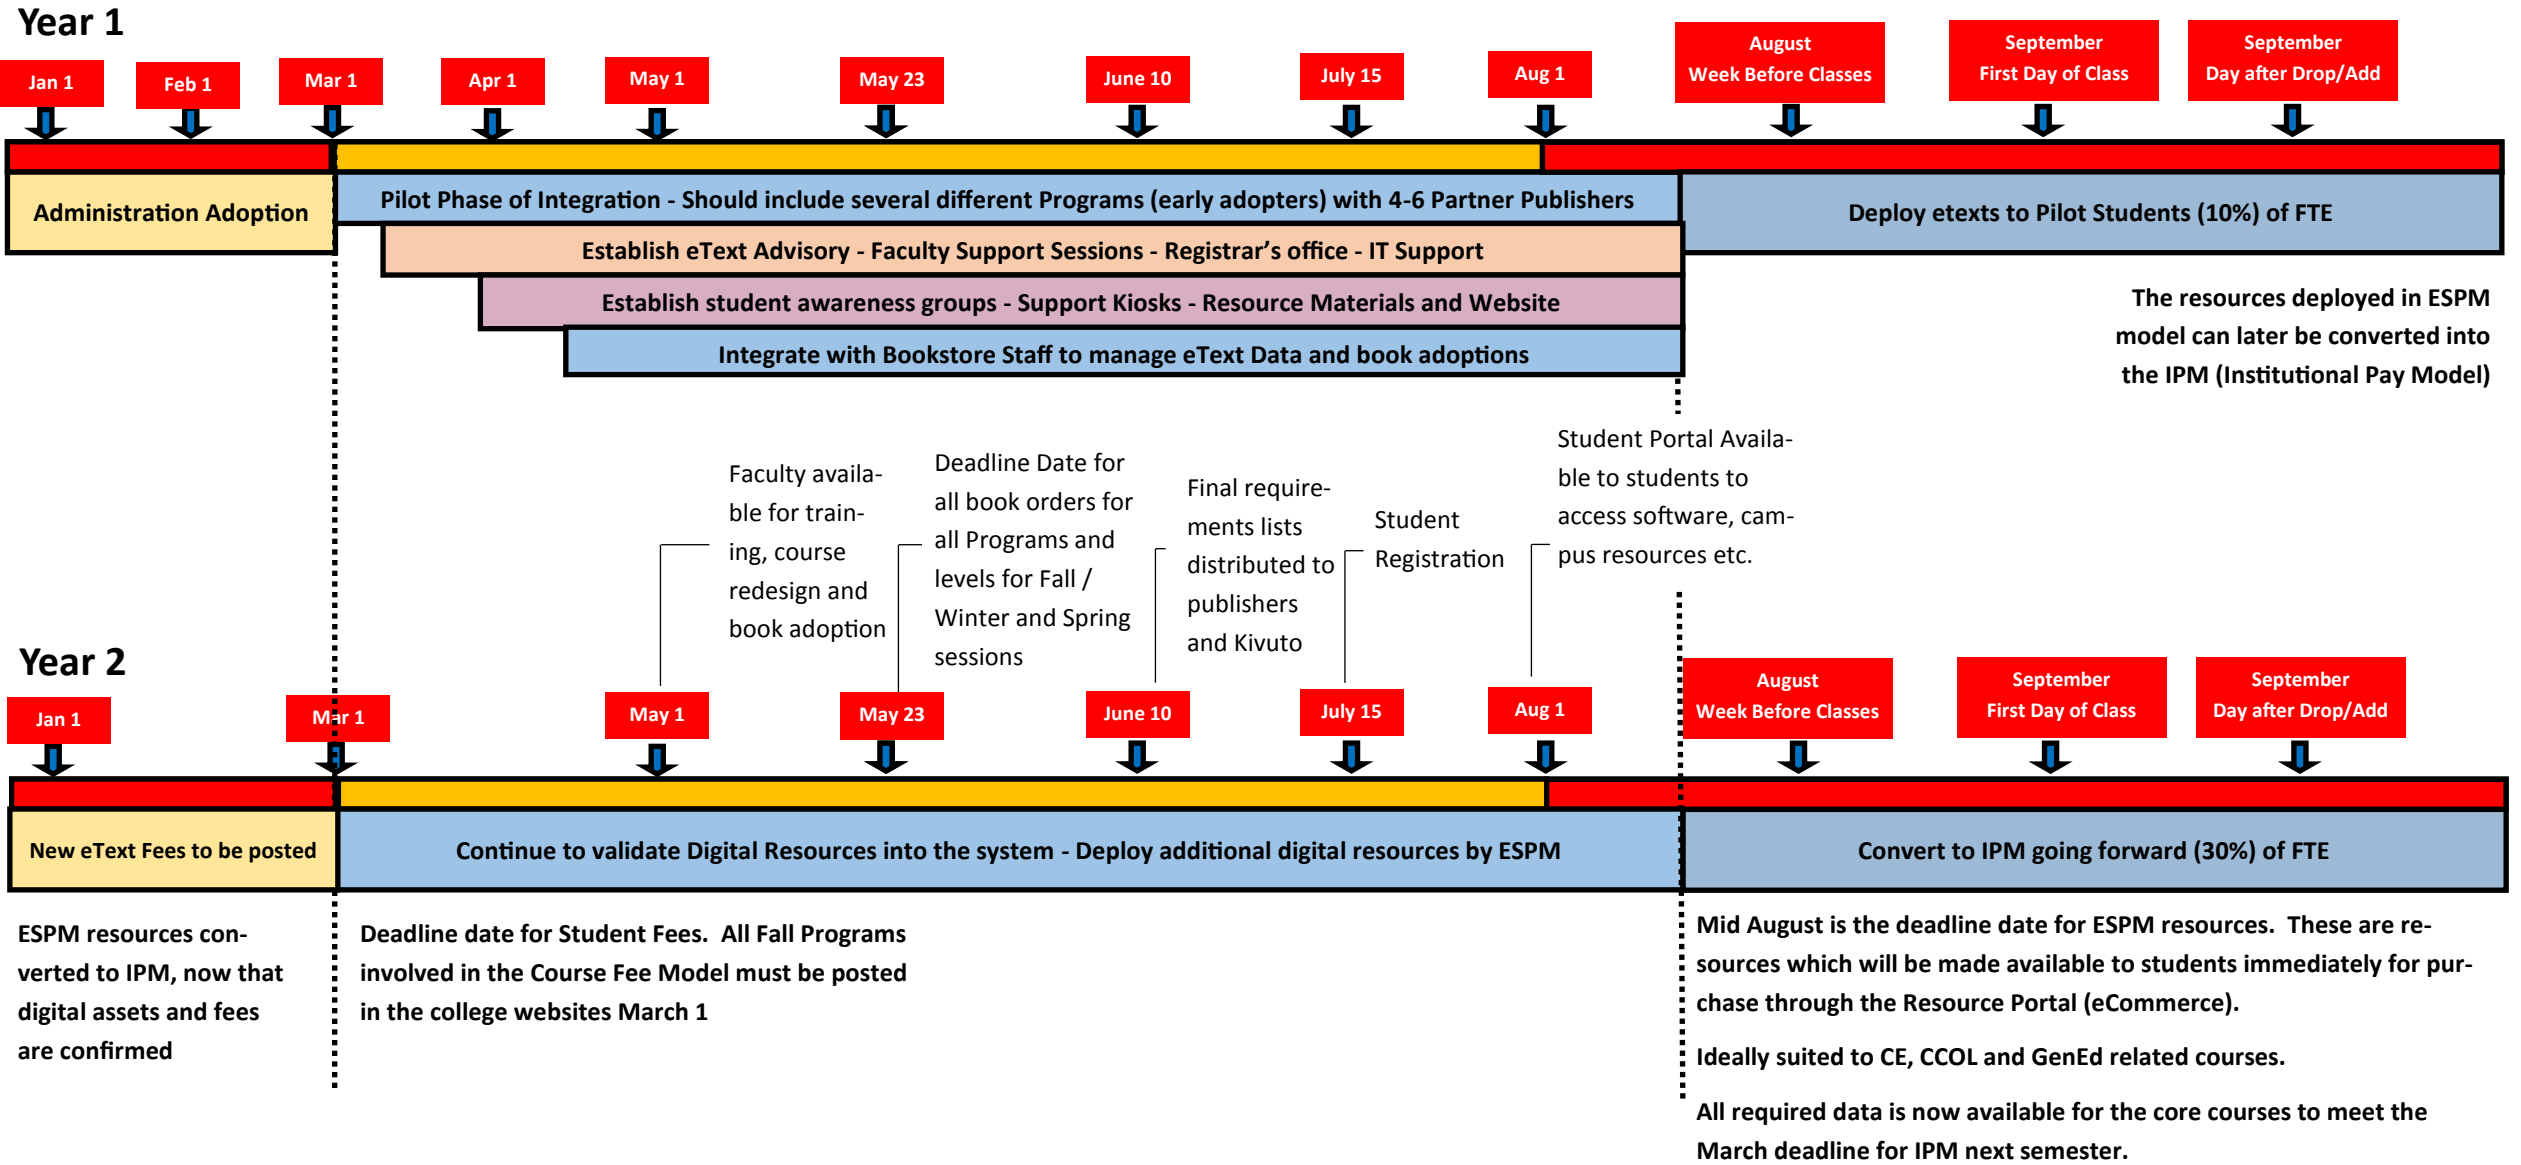 Year 1
Jan 1
Feb 1
Mar 1
Apr 1
May 1
May 23
June 10
July 15
Aug 1
August
Week Before Classes
September
First Day of Class
September
Day after Drop/Add
Administration Adoption
Pilot Phase of Integration - Should include several different Programs (early adopters) with 4-6 Partner Publishers
Deploy etexts to Pilot Students (10%) of FTE
Establish eText Advisory - Faculty Support Sessions - Registrar's office - IT Support
Establish student awareness groups - Support Kiosks - Resource Materials and Website
Integrate with Bookstore Staff to manage eText Data and book adoptions
The resources deployed in ESPM
model can later be converted into
the IPM (Institutional Pay Model)
Faculty availa-
ble for train-
ing, course
redesign and
book adoption
Deadline Date for
all book orders for
all Programs and
levels for Fall /
Winter and Spring
sessions
Final require-
ments lists
distributed to
publishers
and Kivuto
Student
Registration
Student Portal Availa-
ble to students to
access software, cam-
pus resources etc.
Year 2
Jan 1
Mar 1
May 1
May 23
June 10
July 15
Aug 1
August
Week Before Classes
September
First Day of Class
September
Day after Drop/Add
New eText Fees to be posted
Continue to validate Digital Resources into the system - Deploy additional digital resources by ESPM
Convert to IPM going forward (30%) of FTE
ESPM resources con-
verted to IPM, now that
digital assets and fees
are confirmed
Deadline date for Student Fees.  All Fall Programs
involved in the Course Fee Model must be posted
in the college websites March 1
Mid August is the deadline date for ESPM resources.  These are re-
sources which will be made available to students immediately for pur-
chase through the Resource Portal (eCommerce).
Ideally suited to CE, CCOL and GenEd related courses.
All required data is now available for the core courses to meet the
March deadline for IPM next semester.